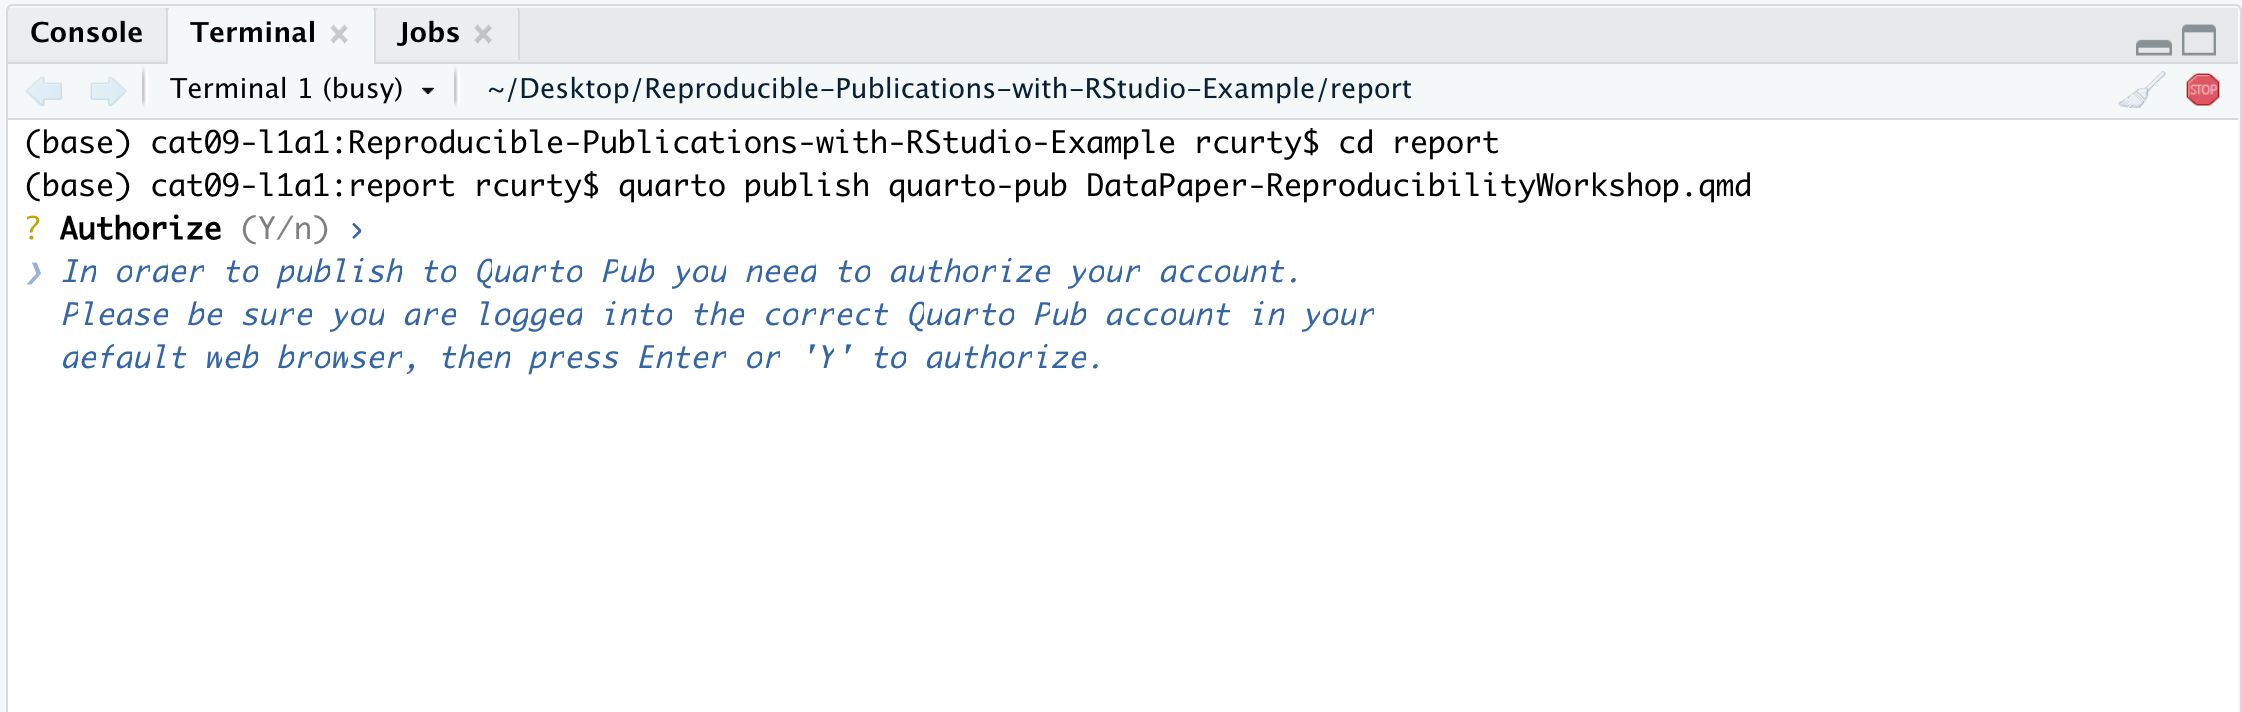 Console Terminal × Jobs ×
Terminal 1 (busy) ~/Desktop/Reproducible-Publications-with-RStudio-Example/report STOP
(base) cat09-l1a1:Reproducible-Publications-with-RStudio-Example rcurty$ cd report
(base) cat09-l1a1:report rcurty$ quarto publish quarto-pub DataPaper-ReproducibilityWorkshop.qmd
? Authorize (Y/n) ›
❯ In order to publish to Quarto Pub you need to authorize your account.
Please be sure you are logged into the correct Quarto Pub account in your
default web browser, then press Enter or 'Y' to authorize.